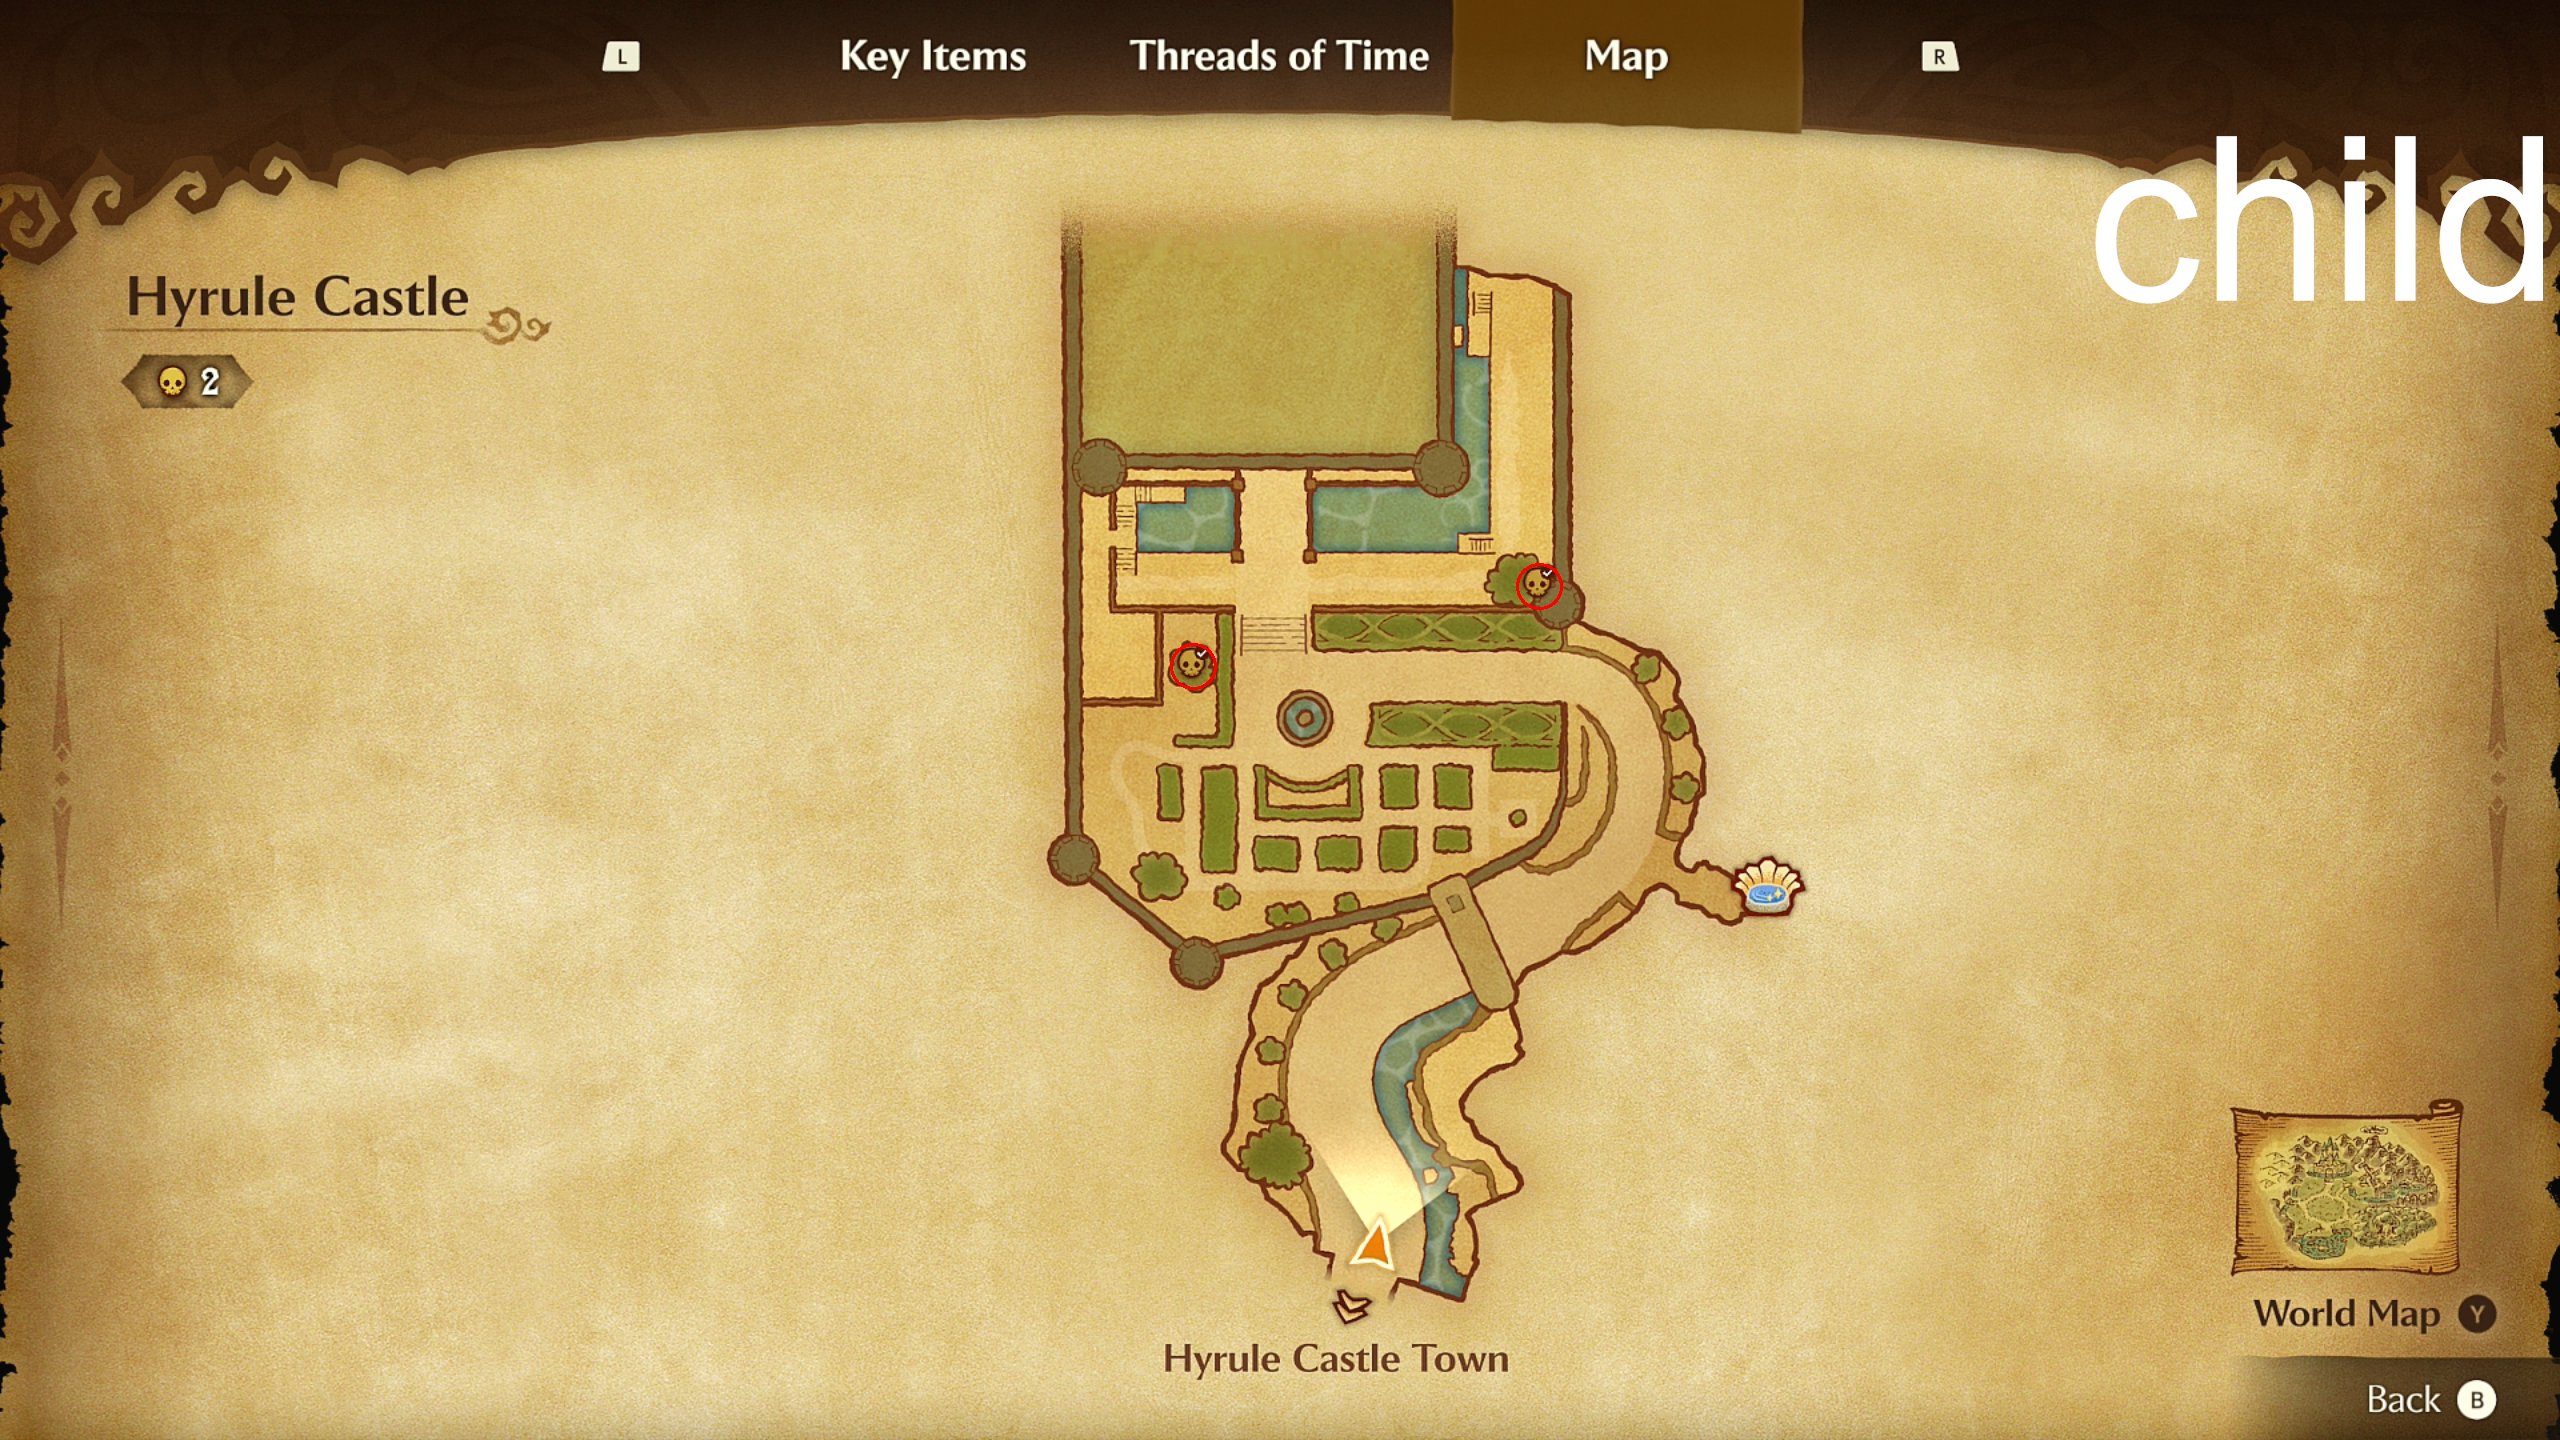 L Key Items Threads of Time Map R
child
Hyrule Castle
2
World Map Y
Hyrule Castle Town
Back B